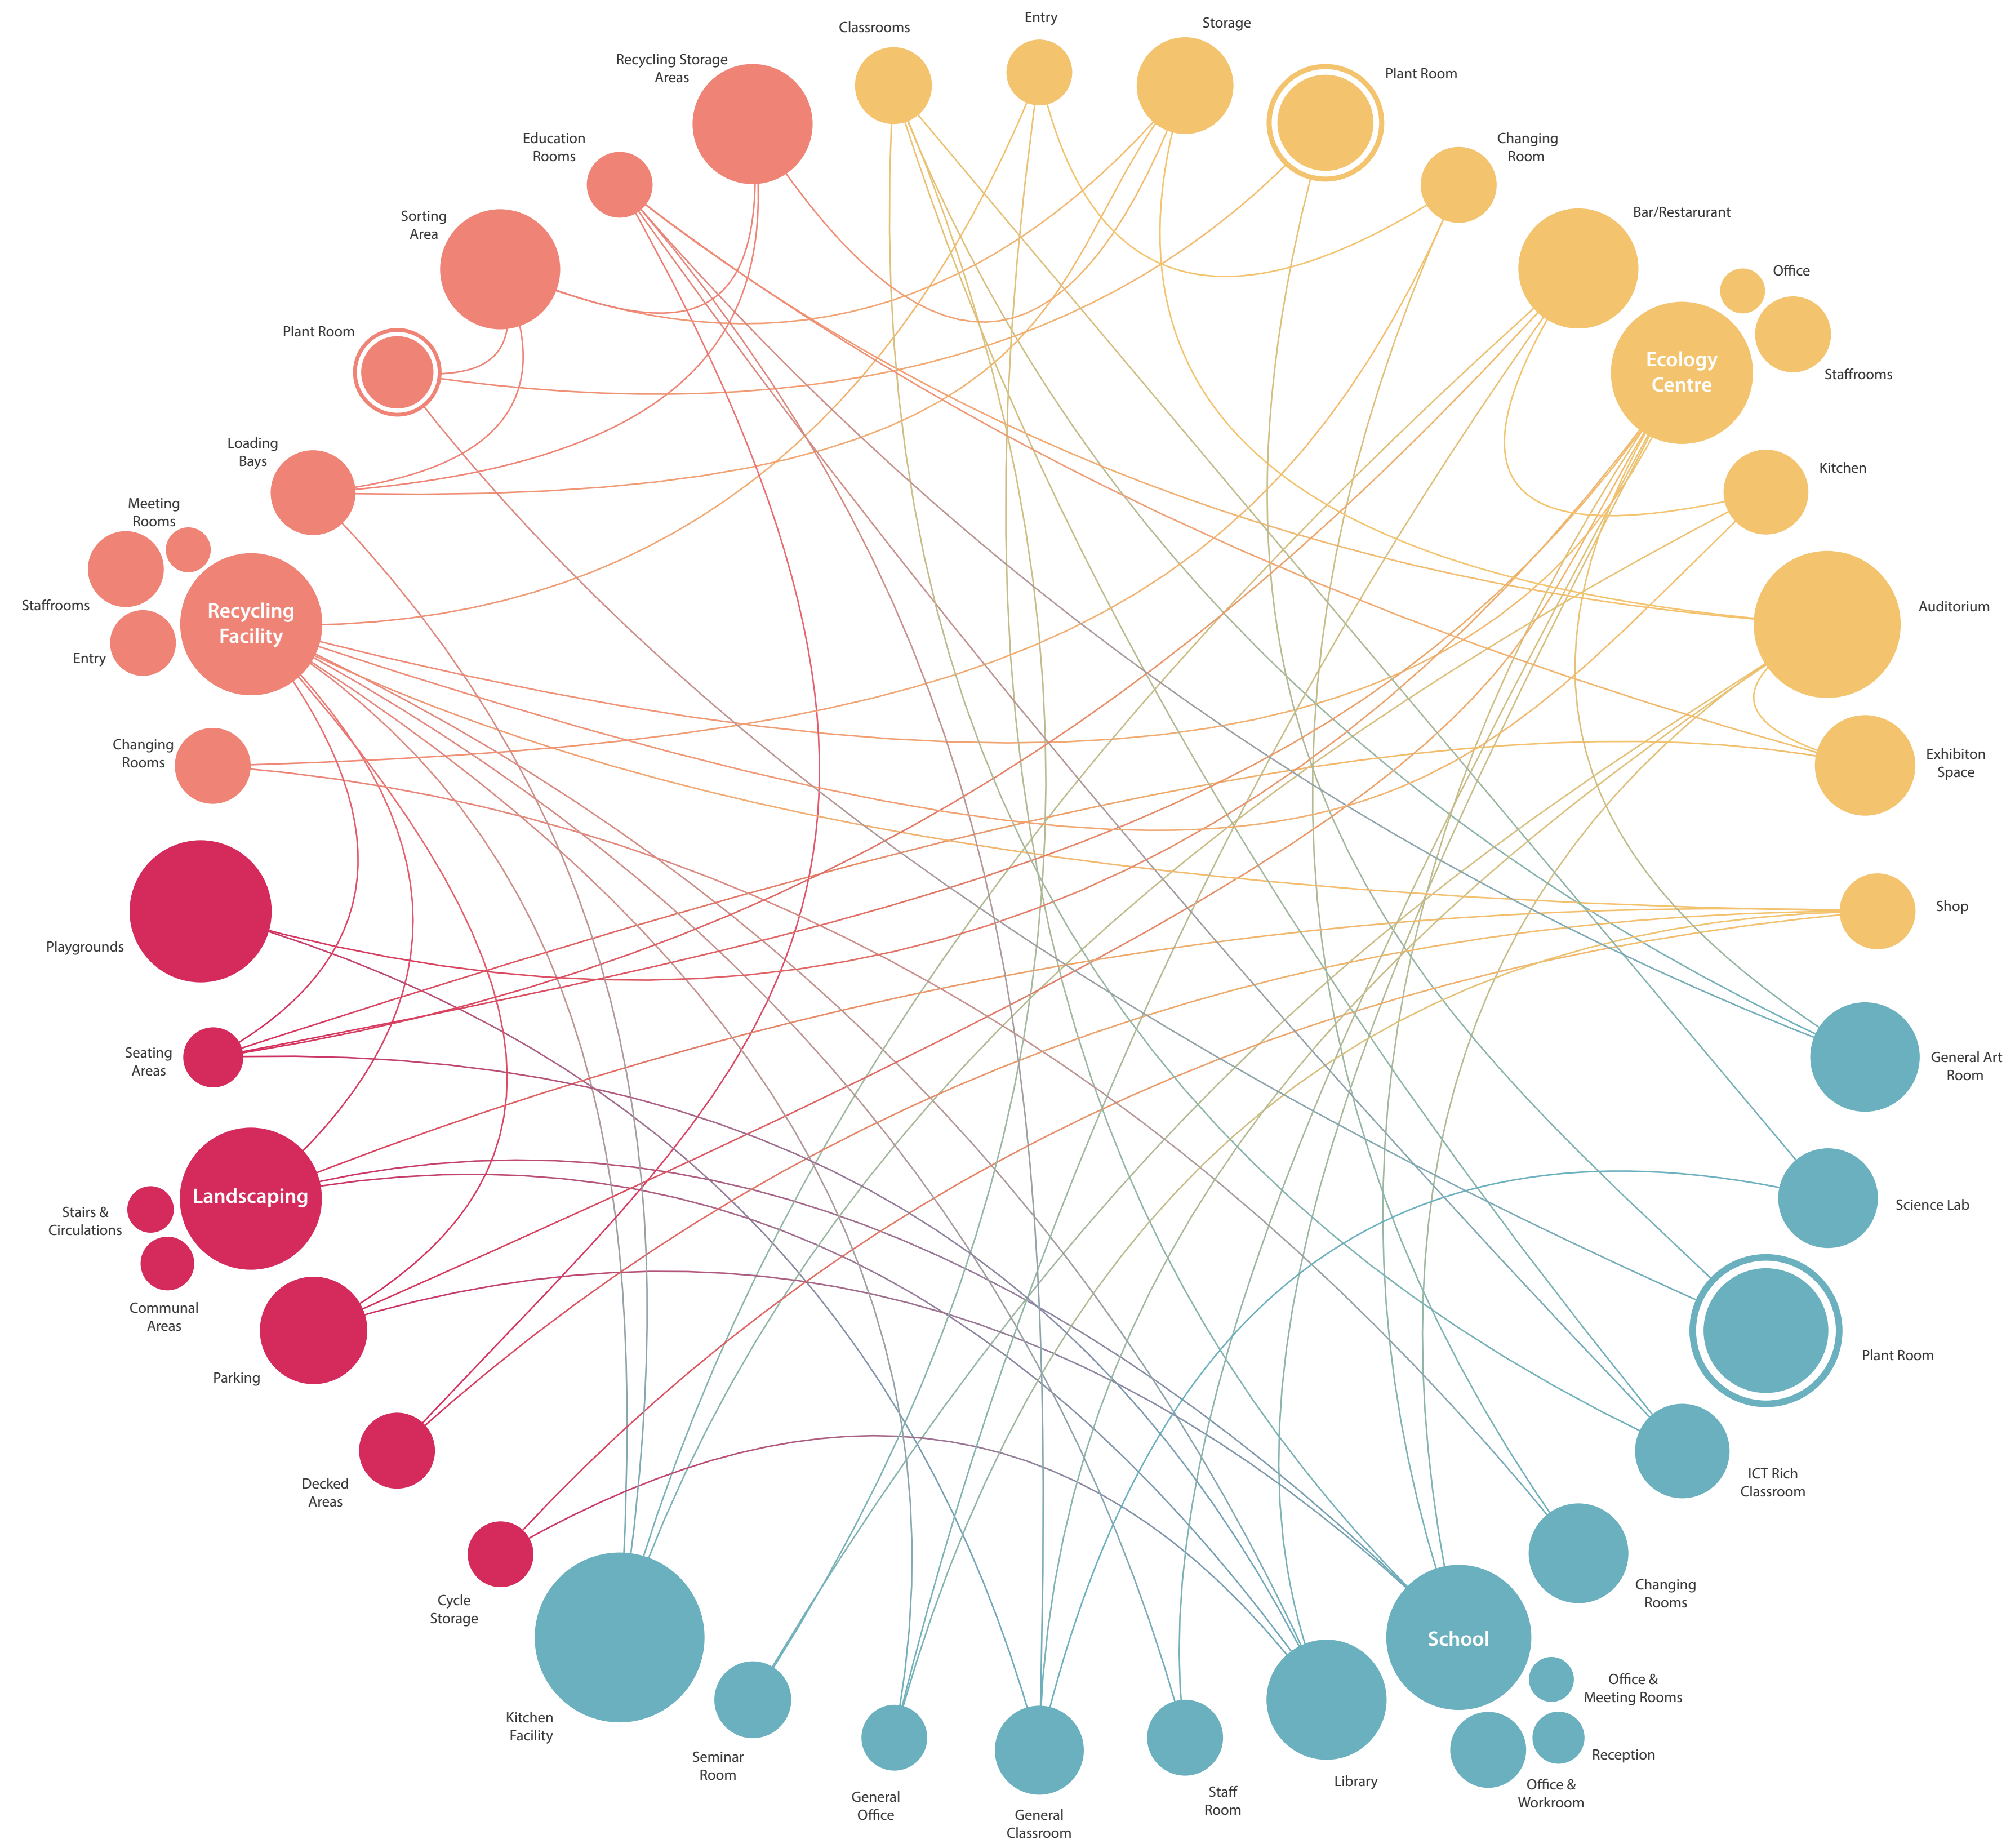 Classrooms
Entry
Storage
Plant Room
Changing
Room
Bar/Restarurant
Office
Staffrooms
Ecology
Centre
Kitchen
Auditorium
Exhibiton
Space
Shop
General Art
Room
Science Lab
Plant Room
ICT Rich
Classroom
Changing
Rooms
School
Office &
Meeting Rooms
Reception
Office &
Workroom
Library
Staff
Room
General
Classroom
General
Office
Seminar
Room
Kitchen
Facility
Cycle
Storage
Decked
Areas
Parking
Communal
Areas
Stairs &
Circulations
Landscaping
Seating
Areas
Playgrounds
Changing
Rooms
Entry
Recycling
Facility
Staffrooms
Meeting
Rooms
Loading
Bays
Plant Room
Sorting
Area
Education
Rooms
Recycling Storage
Areas